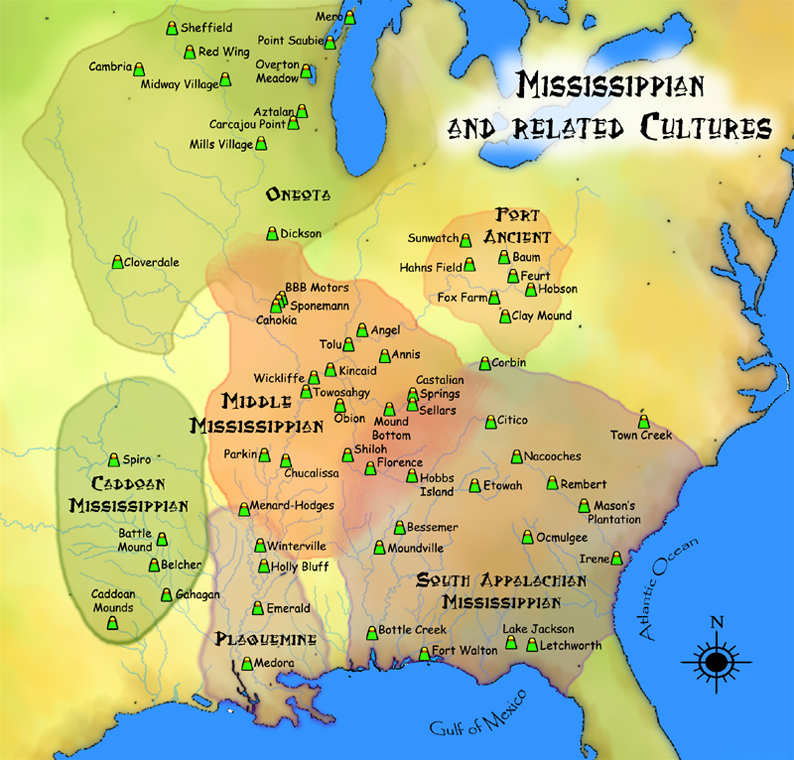 Mississippian
and related Cultures
Mero
Sheffield
Point Saubie
Red Wing
Cambria
Overton
Meadow
Midway Village
Aztalan
Carcajou Point
Mills Village
Oneota
Dickson
Cloverdale
Fort
Ancient
Sunwatch
Baum
Hahns Field
Feurt
Hobson
Fox Farm
Clay Mound
BBB Motors
Sponemann
Cahokia
Angel
Tolu
Annis
Corbin
Kincaid
Wickliffe
Castalian
Springs
Towosahgy
Sellars
Middle
Mississippian
Obion
Mound
Bottom
Citico
Town Creek
Parkin
Shiloh
Chucalissa
Florence
Nacooches
Hobbs
Island
Etowah
Rembert
Spiro
Caddoan
Mississippian
Menard-Hodges
Mason's
Plantation
Bessemer
Battle
Mound
Winterville
Moundville
Ocmulgee
Belcher
Holly Bluff
Irene
South Appalachian
Mississippian
Caddoan
Mounds
Gahagan
Emerald
Plaquemine
Bottle Creek
Lake Jackson
Letchworth
Fort Walton
Medora
Atlantic Ocean
N
Gulf of Mexico